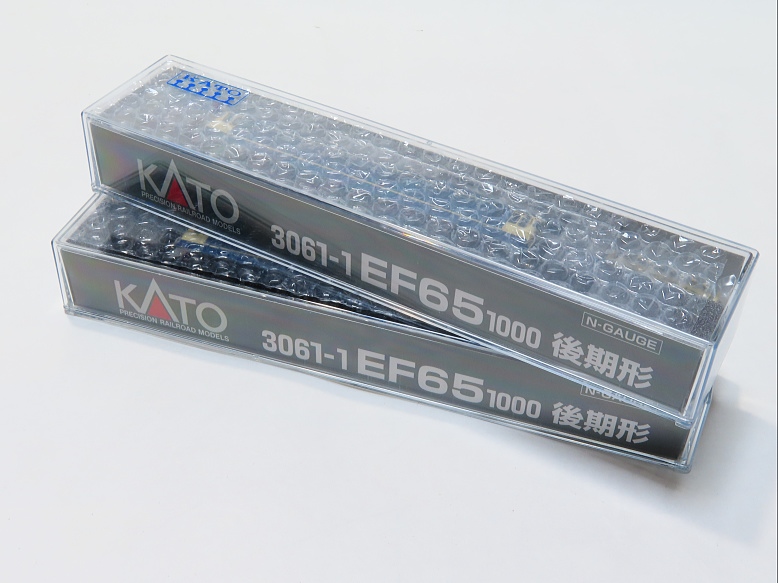 KATO
KATO
PRECISION RAILROAD MODELS
3061-1 EF65 1000 後期形
N-GAUGE
KATO
PRECISION RAILROAD MODELS
3061-1 EF65 1000 後期形